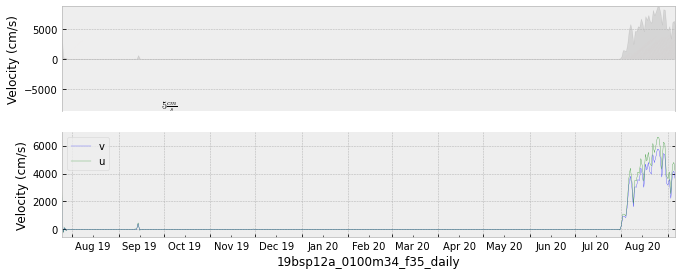 Velocity (cm/s)
5000
0
−5000
5 cm/s
Velocity (cm/s)
6000
4000
2000
0
v
u
Aug 19 Sep 19 Oct 19 Nov 19 Dec 19 Jan 20 Feb 20 Mar 20 Apr 20 May 20 Jun 20 Jul 20 Aug 20
19bsp12a_0100m34_f35_daily